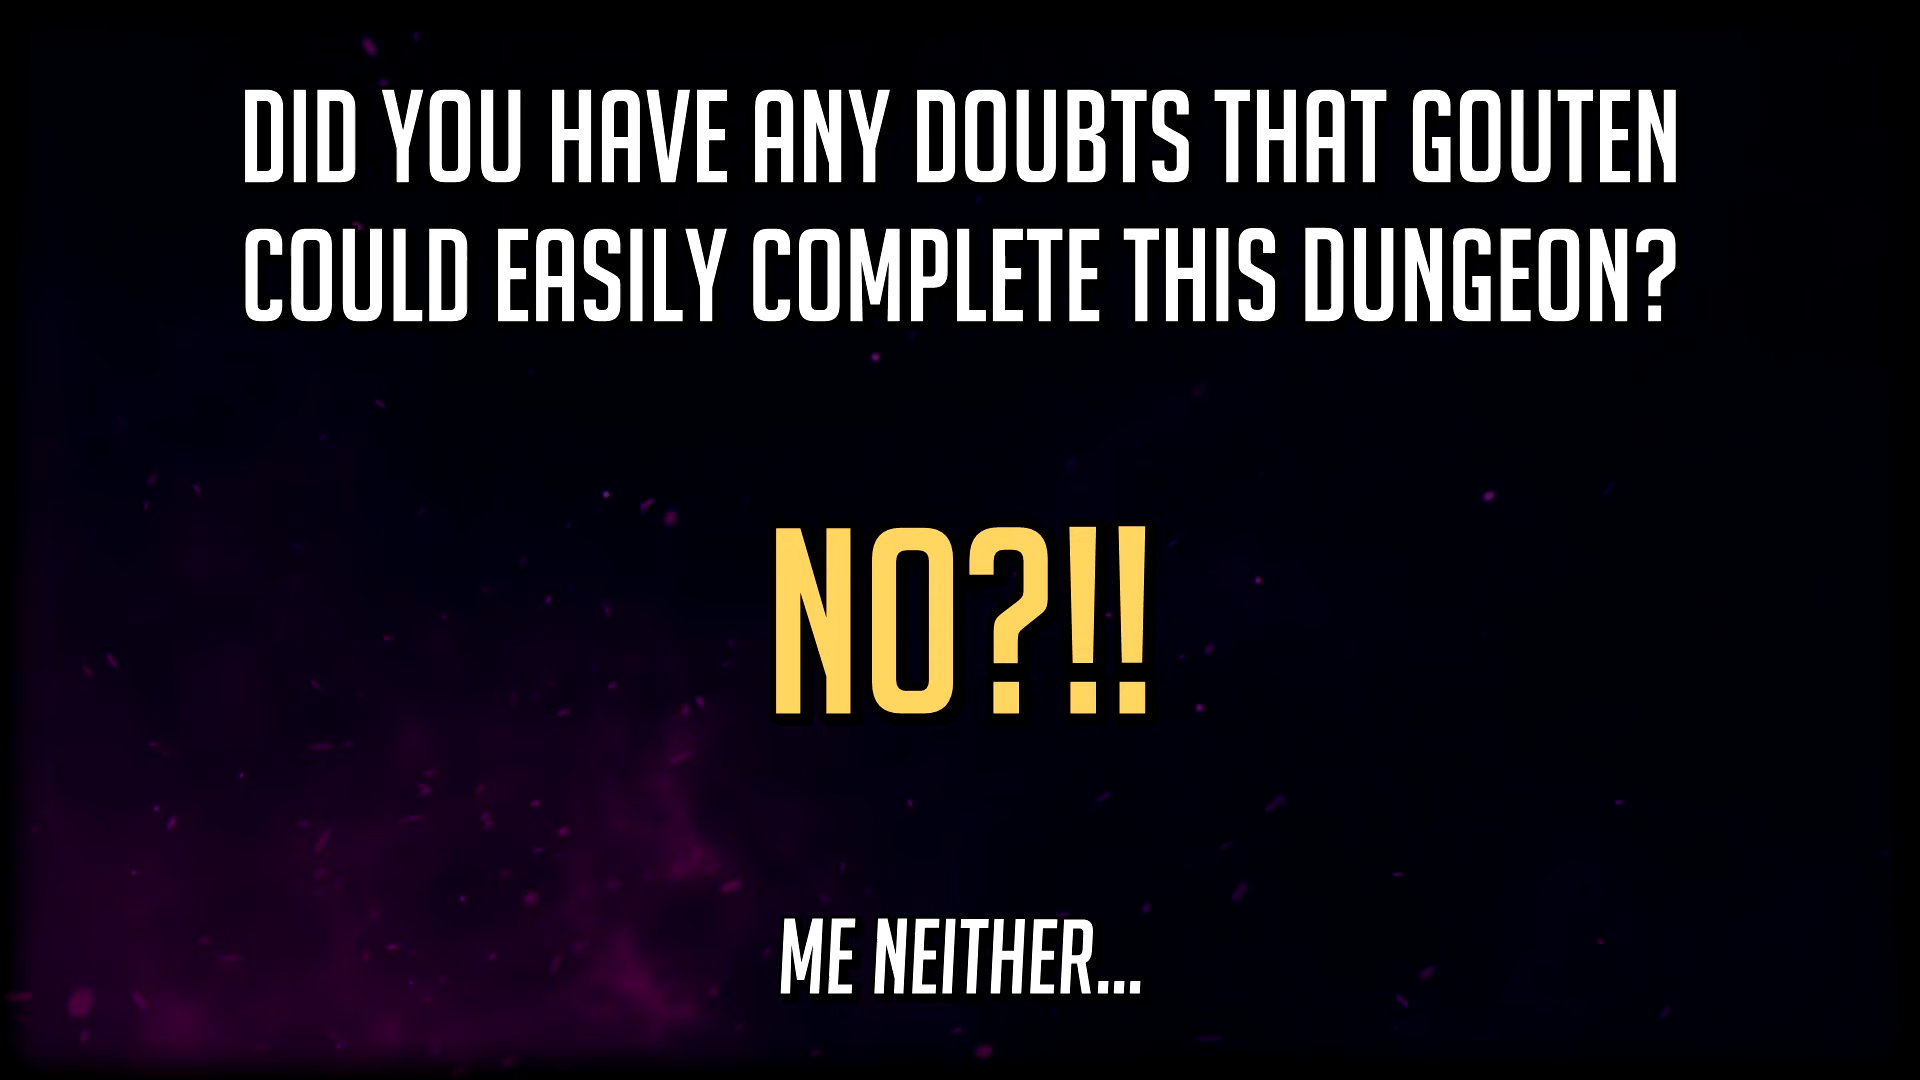 DID YOU HAVE ANY DOUBTS THAT GOUTEN
COULD EASILY COMPLETE THIS DUNGEON?
NO?!!
ME NEITHER...